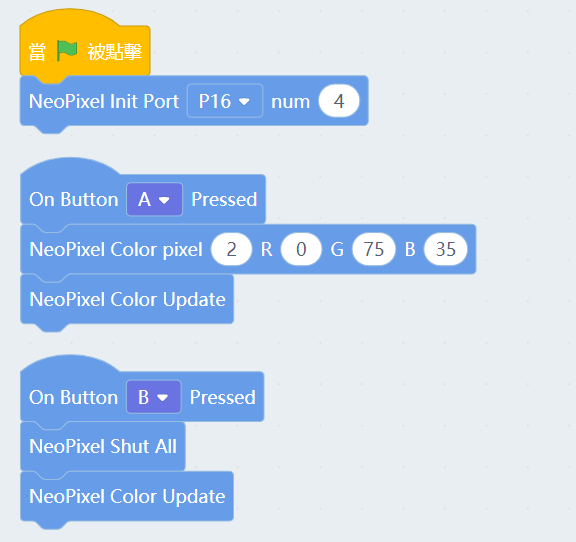 當 被點擊
NeoPixel Init Port P16 num 4
On Button A Pressed
NeoPixel Color pixel 2 R 0 G 75 B 35
NeoPixel Color Update
On Button B Pressed
NeoPixel Shut All
NeoPixel Color Update